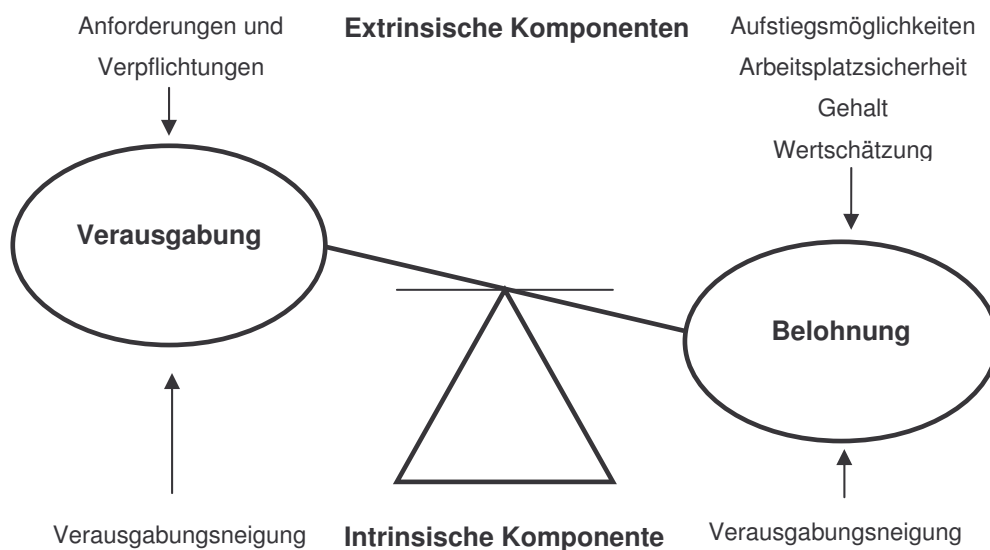 Anforderungen und
Verpflichtungen
Extrinsische Komponenten
Aufstiegsmöglichkeiten
Arbeitsplatzsicherheit
Gehalt
Wertschätzung
Verausgabung
Belohnung
Verausgabungsneigung
Intrinsische Komponente
Verausgabungsneigung